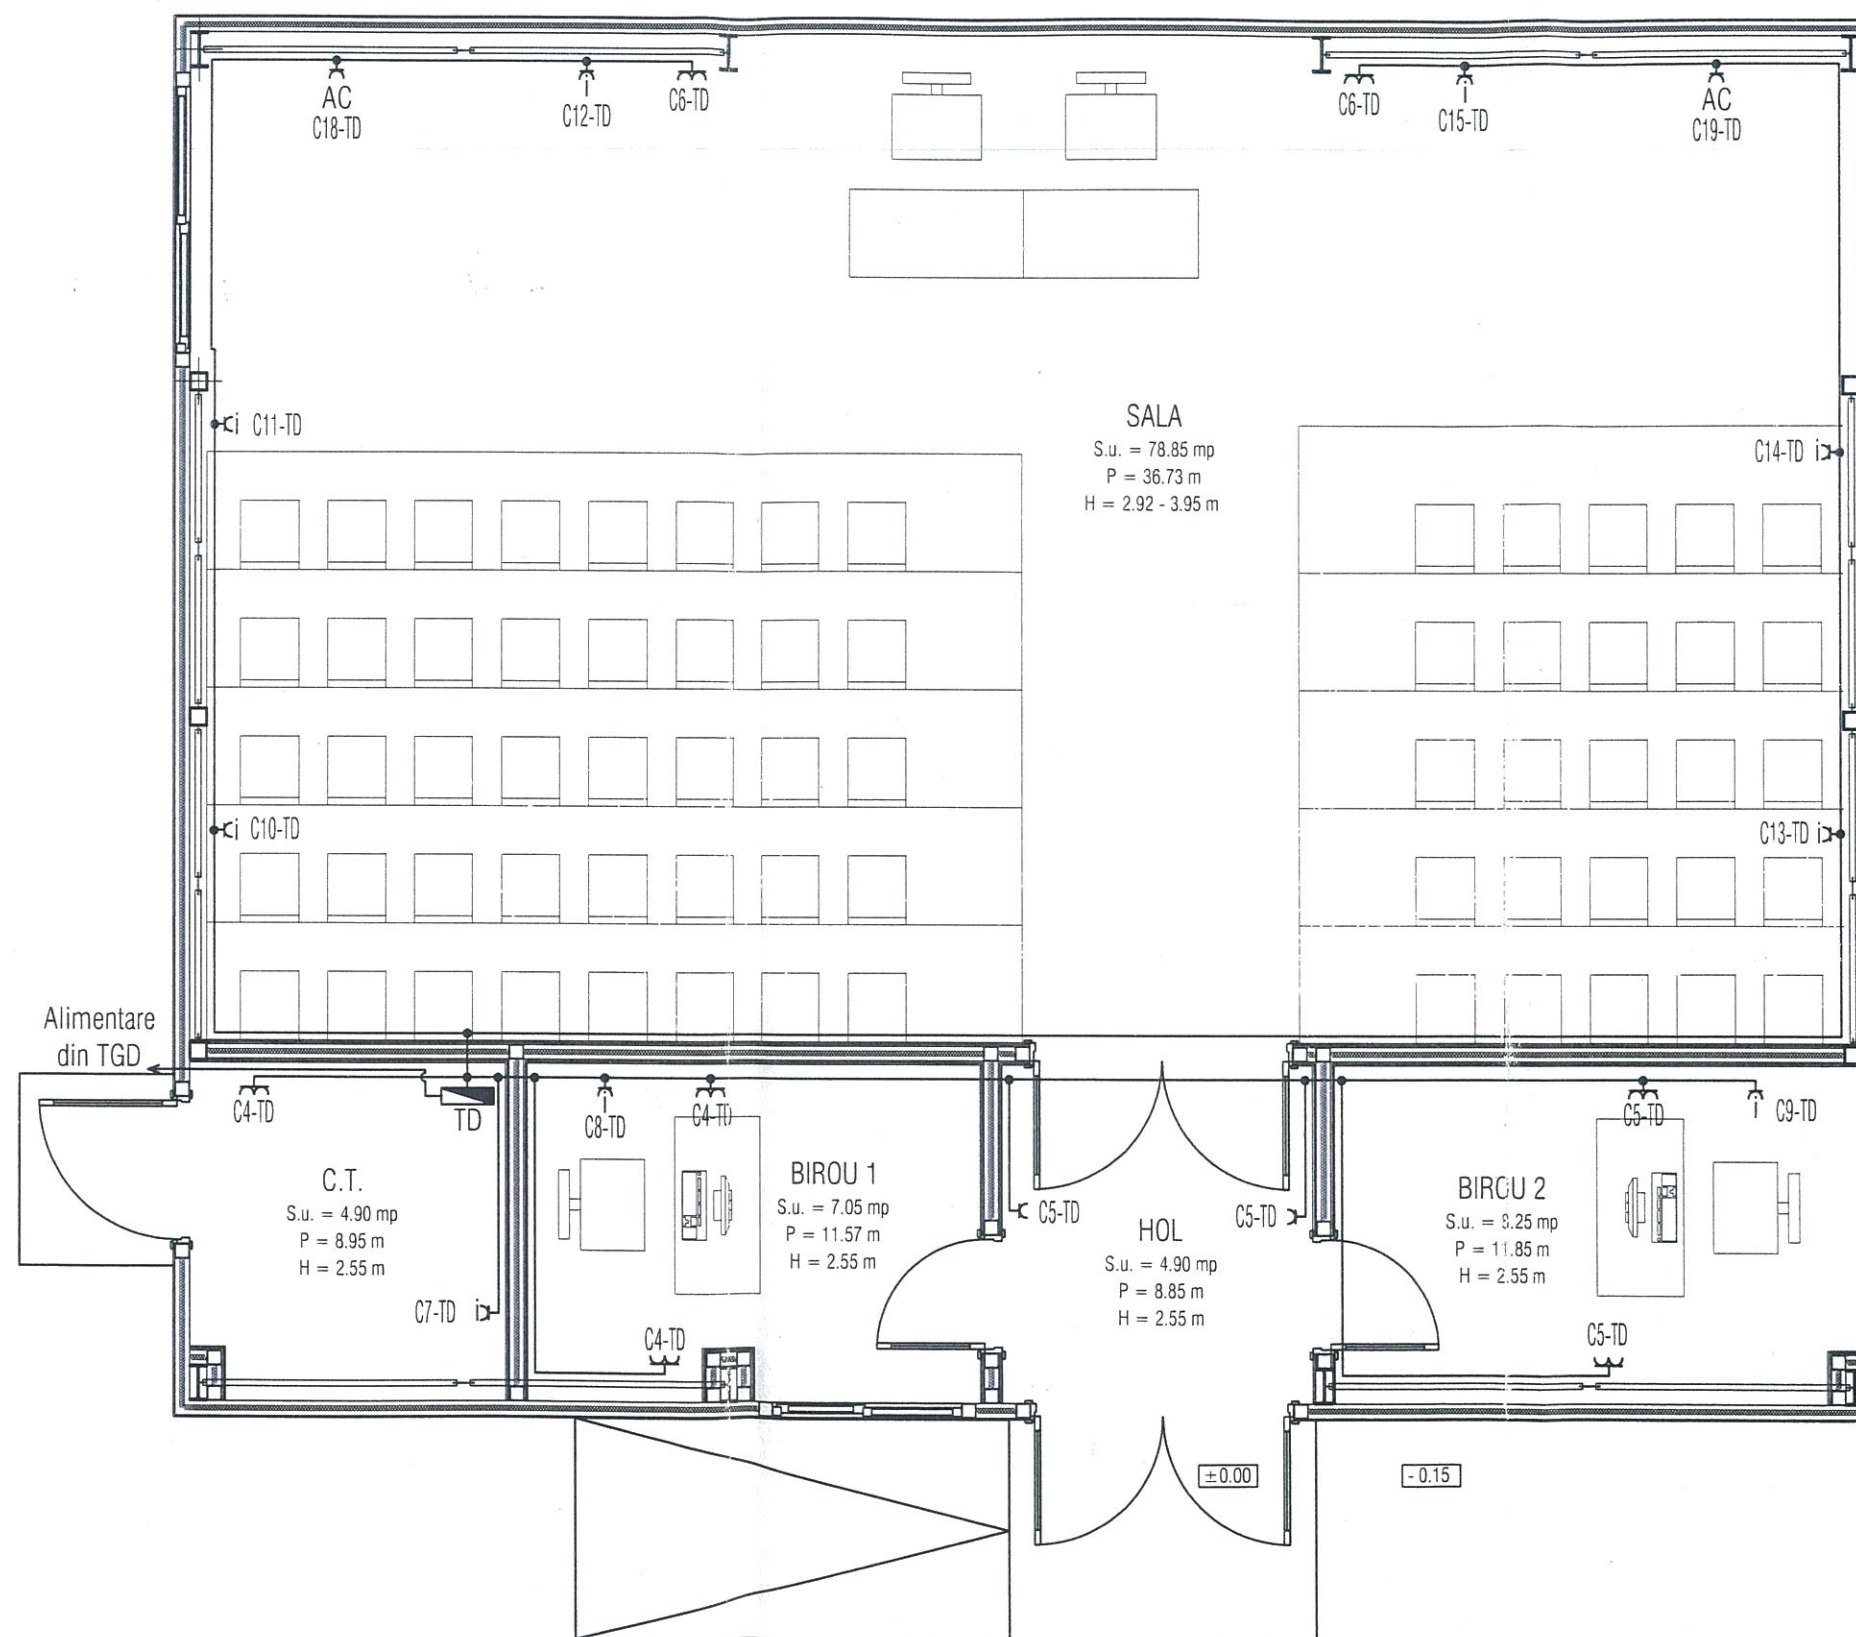 AC
C18-TD
C12-TD
C6-TD
C6-TD
C15-TD
AC
C19-TD
i C11-TD
SALA
S.u. = 78.85 mp
P = 36.73 m
H = 2.92 - 3.95 m
C14-TD i
i C10-TD
C13-TD i
Alimentare
din TGD
C4-TD
TD
C8-TD
C4-TD
C5-TD
C9-TD
C.T.
S.u. = 4.90 mp
P = 8.95 m
H = 2.55 m
BIROU 1
S.u. = 7.05 mp
P = 11.57 m
H = 2.55 m
C5-TD
C5-TD
HOL
S.u. = 4.90 mp
P = 8.85 m
H = 2.55 m
BIROU 2
S.u. = 8.25 mp
P = 11.85 m
H = 2.55 m
C7-TD i
C4-TD
C5-TD
±0.00
- 0.15